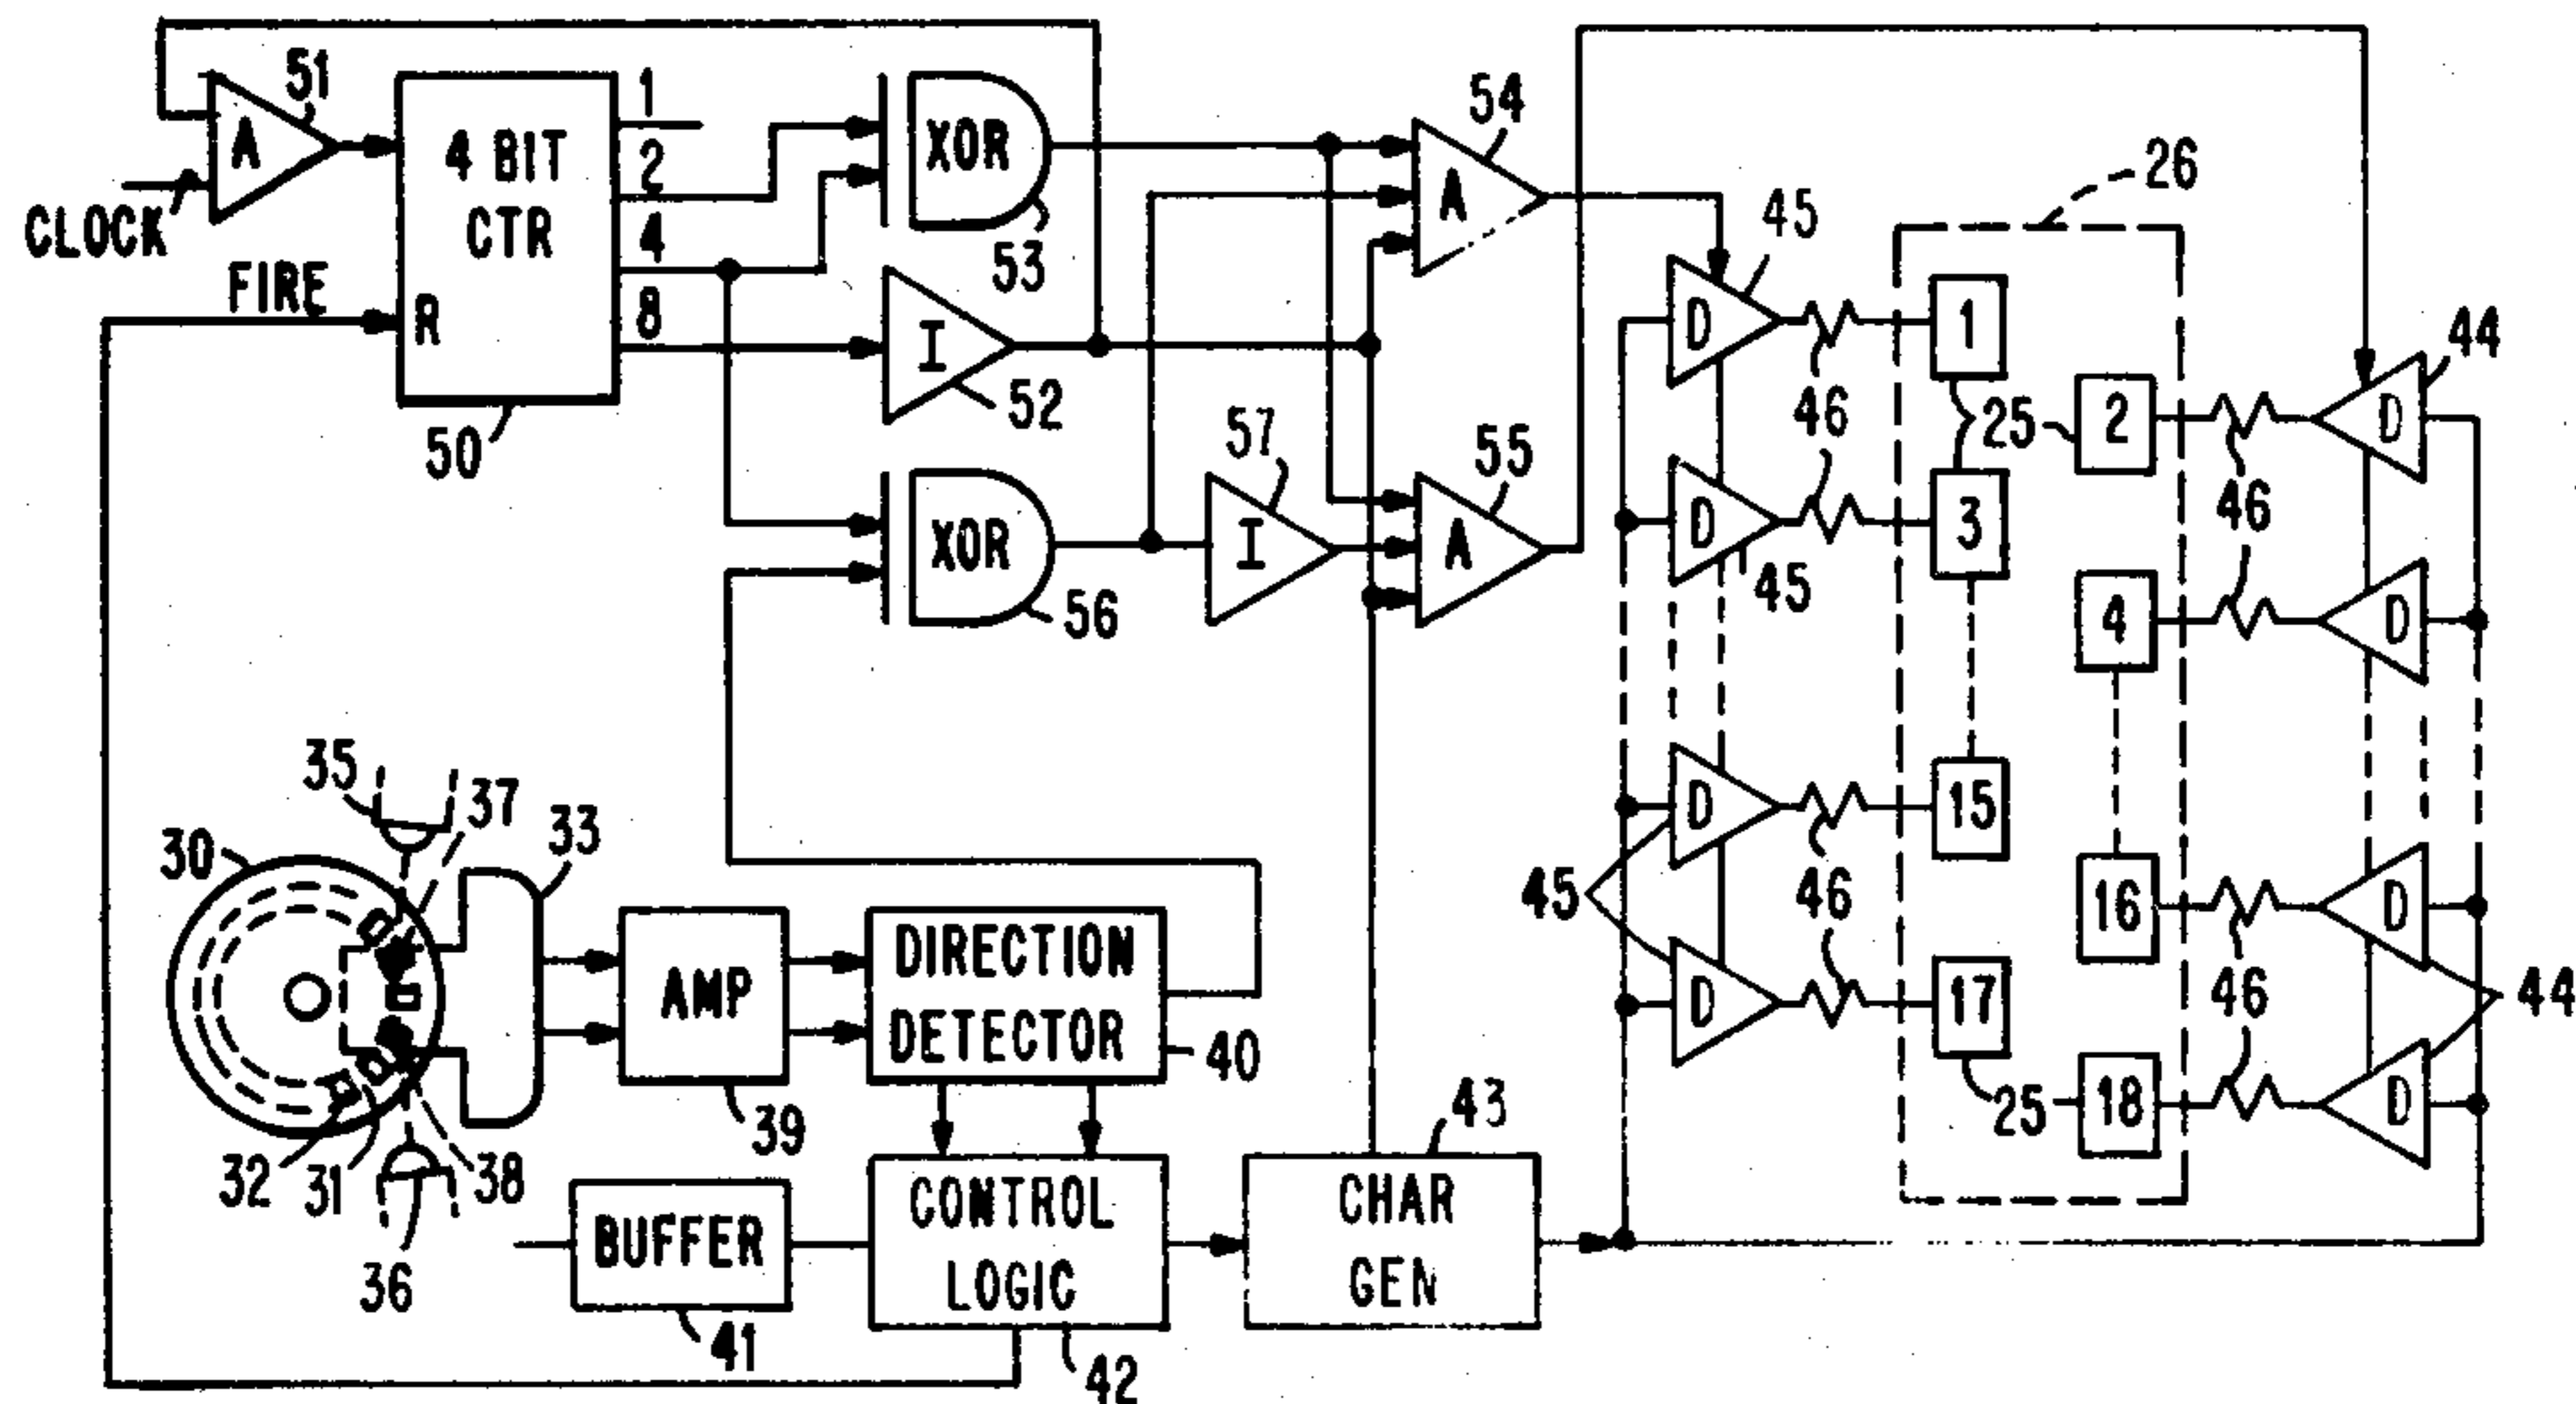 51
A
CLOCK
FIRE
4 BIT
CTR
R
50
1
2
4
8
XOR
53
I
52
XOR
56
I
57
A
54
A
55
26
D
45
46
1
D
45
46
3
D
46
15
45
D
46
17
25
25
2
46
D
44
4
46
D
16
46
D
44
25
18
46
D
30
35
37
33
32
31
38
36
AMP
39
DIRECTION
DETECTOR
40
BUFFER
41
CONTROL
LOGIC
42
CHAR
GEN
43